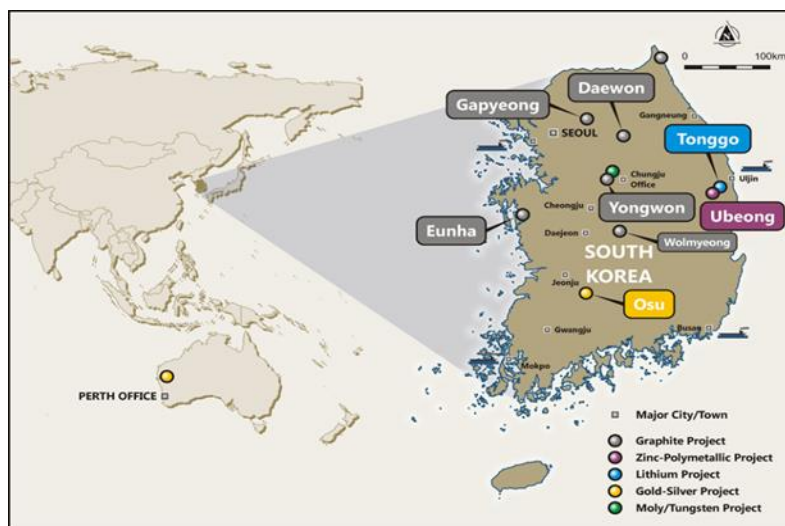 N
0 100km
Daewon
Gapyeong
Gangneung
SEOUL
Tonggo
Chungju
Office
Uljin
Yongwon
Ubeong
Cheongju
Eunha
Daejeon
Wolmyeong
SOUTH
KOREA
Jeonju
Osu
Gwangju
Busan
Mokpo
PERTH OFFICE
Major City/Town
Graphite Project
Zinc-Polymetallic Project
Lithium Project
Gold-Silver Project
Moly/Tungsten Project